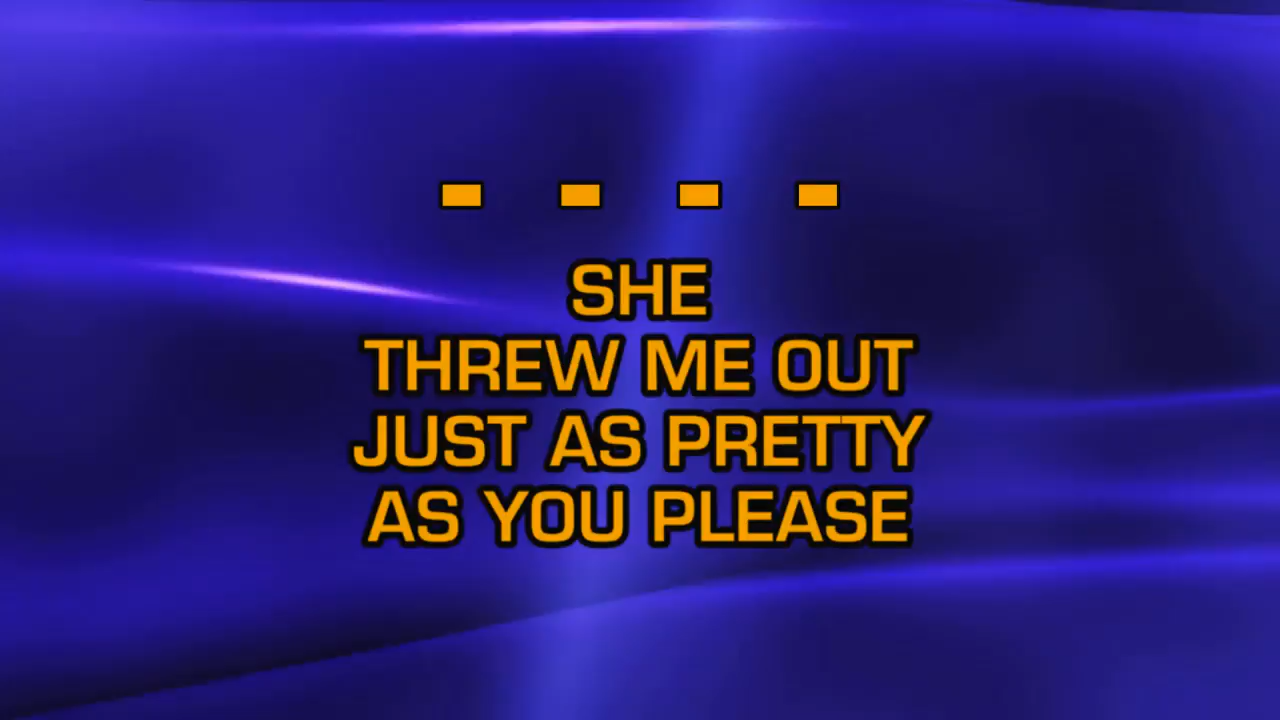 - - - -
SHE
THREW ME OUT
JUST AS PRETTY
AS YOU PLEASE